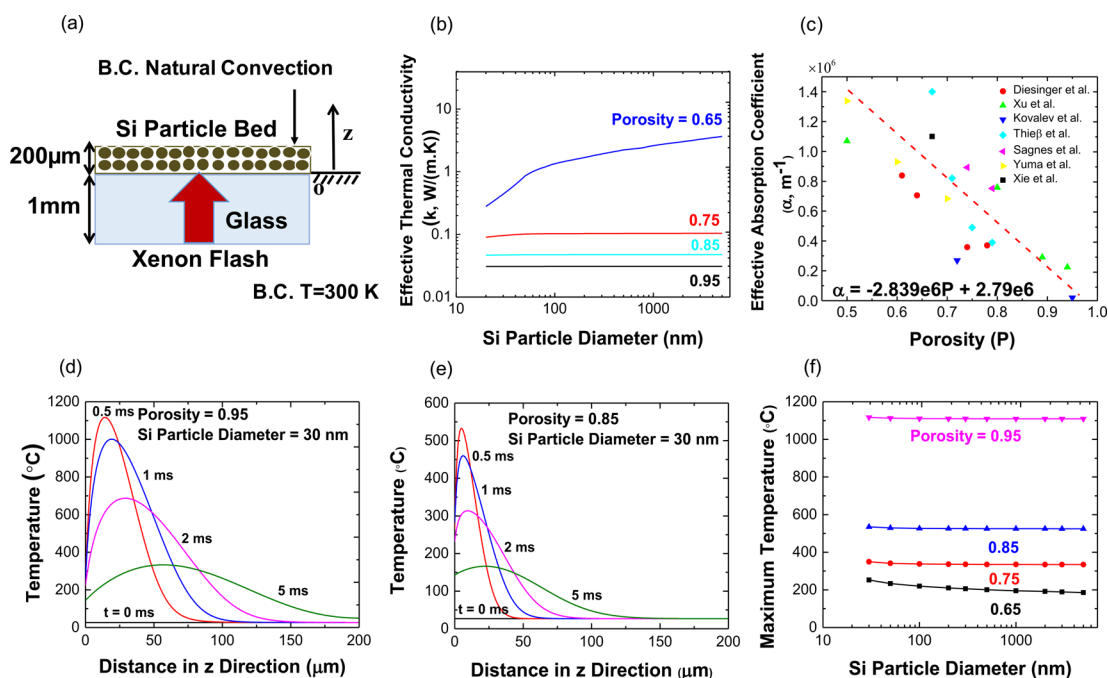 (a)
B.C. Natural Convection
Si Particle Bed
z
200μm
o
1mm
Glass
Xenon Flash
B.C. T=300 K
(b)
Effective Thermal Conductivity
(k, W/(m.K))
10
1
0.1
0.01
Porosity = 0.65
0.75
0.85
0.95
10
100
1000
Si Particle Diameter (nm)
(c)
×10⁶
Effective Absorption Coefficient
(α, m⁻¹)
1.4
1.2
1.0
0.8
0.6
0.4
0.2
0.0
Diesinger et al.
Xu et al.
Kovalev et al.
Thieβ et al.
Sagnes et al.
Yuma et al.
Xie et al.
α = -2.839e6P + 2.79e6
0.5 0.6 0.7 0.8 0.9 1.0
Porosity (P)
(d)
Temperature (°C)
1200
1000
800
600
400
200
0
0.5 ms
Porosity = 0.95
Si Particle Diameter = 30 nm
1 ms
2 ms
5 ms
t = 0 ms
0 50 100 150 200
Distance in z Direction (μm)
(e)
Temperature (°C)
600
500
400
300
200
100
0
Porosity = 0.85
Si Particle Diameter = 30 nm
0.5 ms
1 ms
2 ms
5 ms
t = 0 ms
0 25 50 75 100 125 150 175 200
Distance in z Direction (μm)
(f)
Maximum Temperature (°C)
1200
1000
800
600
400
200
0
Porosity = 0.95
0.85
0.75
0.65
10 100 1000
Si Particle Diameter (nm)